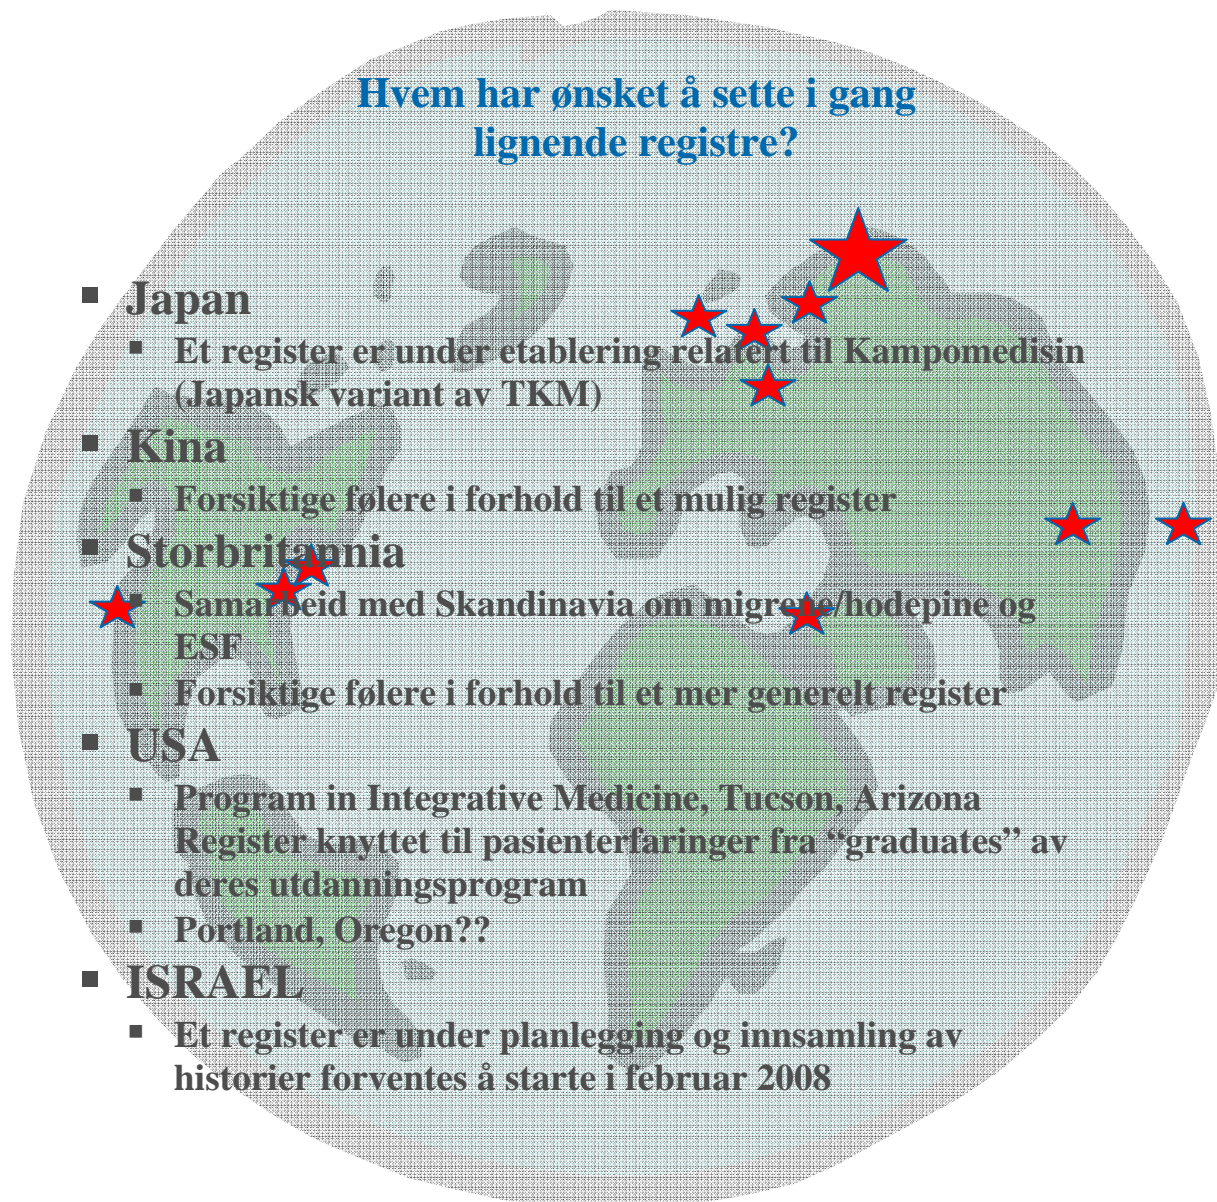 Hvem har ønsket å sette i gang
lignende registre?
▪ Japan
▪ Et register er under etablering relatert til Kampomedisin
(Japansk variant av TKM)
▪ Kina
▪ Forsiktige følere i forhold til et mulig register
▪ Storbritannia
▪ Samarbeid med Skandinavia om migrene/hodepine og
ESF
▪ Forsiktige følere i forhold til et mer generelt register
▪ USA
▪ Program in Integrative Medicine, Tucson, Arizona
Register knyttet til pasienterfaringer fra “graduates” av
deres utdanningsprogram
▪ Portland, Oregon??
▪ ISRAEL
▪ Et register er under planlegging og innsamling av
historier forventes å starte i februar 2008